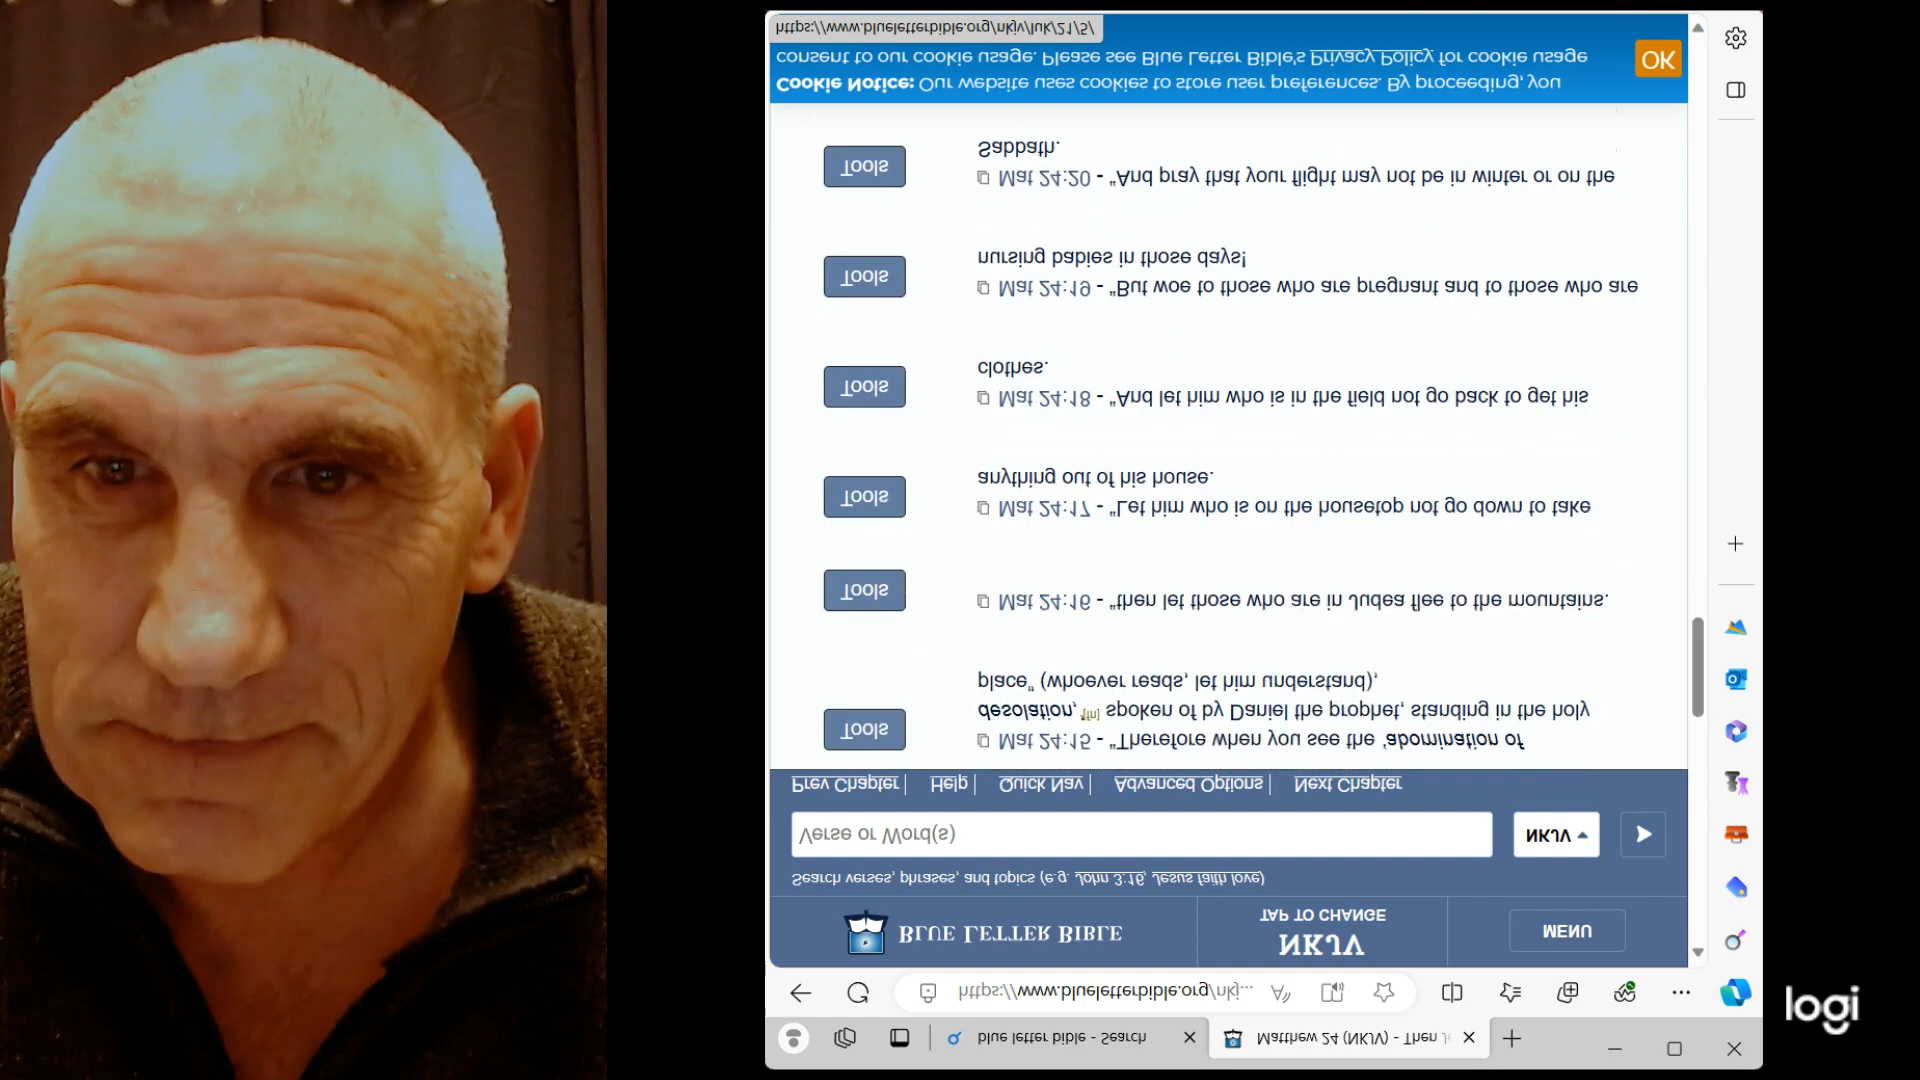 blue letter bible - Search
Matthew 24 (NKJV) - Then J
https://www.blueletterbible.org/nkj...
BLUE LETTER BIBLE
NKJV
TAP TO CHANGE
MENU
Search verses, phrases, and topics (e.g. John 3:16, Jesus faith love)
Verse or Word(s)
NKJV
Prev Chapter | Help | Quick Nav | Advanced Options | Next Chapter
Tools
Mat 24:15 - "Therefore when you see the 'abomination of
desolation,'[fn] spoken of by Daniel the prophet, standing in the holy
place" (whoever reads, let him understand),
Tools
Mat 24:16 - "then let those who are in Judea flee to the mountains.
Tools
Mat 24:17 - "Let him who is on the housetop not go down to take
anything out of his house.
Tools
Mat 24:18 - "And let him who is in the field not go back to get his
clothes.
Tools
Mat 24:19 - "But woe to those who are pregnant and to those who are
nursing babies in those days!
Tools
Mat 24:20 - "And pray that your flight may not be in winter or on the
Sabbath.
Cookie Notice: Our website uses cookies to store user preferences. By proceeding, you
consent to our cookie usage. Please see Blue Letter Bible's Privacy Policy for cookie usage
OK
https://www.blueletterbible.org/nkjv/luk/21/5/
logi